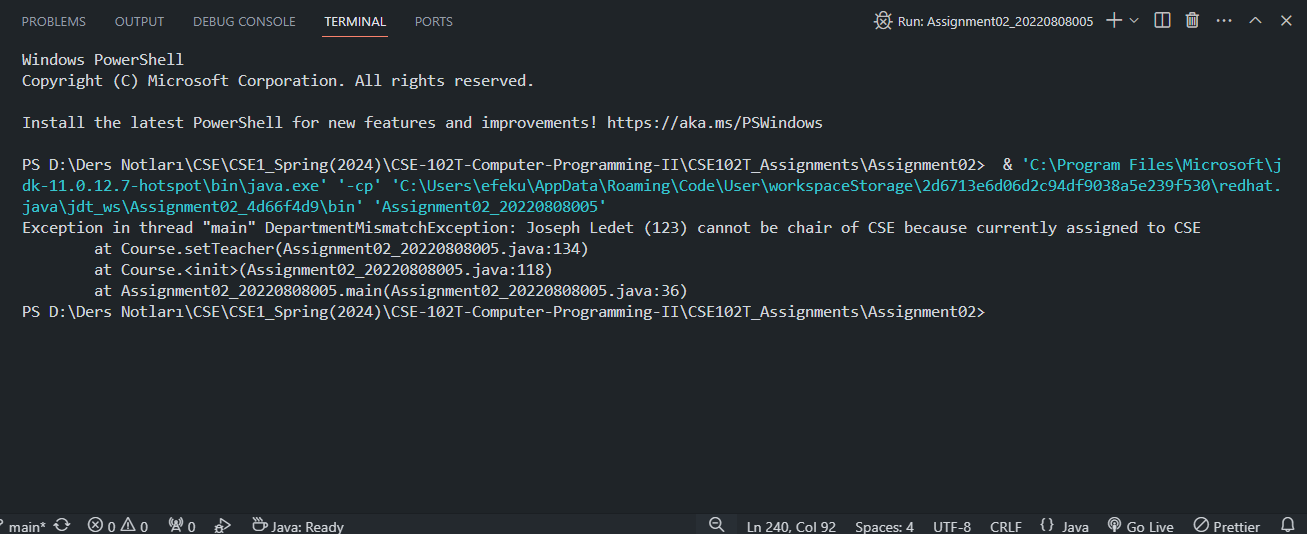 PROBLEMS OUTPUT DEBUG CONSOLE TERMINAL PORTS Run: Assignment02_20220808005
Windows PowerShell
Copyright (C) Microsoft Corporation. All rights reserved.
Install the latest PowerShell for new features and improvements! https://aka.ms/PSWindows
PS D:\Ders Notları\CSE\CSE1_Spring(2024)\CSE-102T-Computer-Programming-II\CSE102T_Assignments\Assignment02>  & 'C:\Program Files\Microsoft\j
dk-11.0.12.7-hotspot\bin\java.exe' '-cp' 'C:\Users\efeku\AppData\Roaming\Code\User\workspaceStorage\2d6713e6d06d2c94df9038a5e239f530\redhat.
java\jdt_ws\Assignment02_4d66f4d9\bin' 'Assignment02_20220808005'
Exception in thread "main" DepartmentMismatchException: Joseph Ledet (123) cannot be chair of CSE because currently assigned to CSE
        at Course.setTeacher(Assignment02_20220808005.java:134)
        at Course.<init>(Assignment02_20220808005.java:118)
        at Assignment02_20220808005.main(Assignment02_20220808005.java:36)
PS D:\Ders Notları\CSE\CSE1_Spring(2024)\CSE-102T-Computer-Programming-II\CSE102T_Assignments\Assignment02>
main* 0 0 0 Java: Ready Ln 240, Col 92 Spaces: 4 UTF-8 CRLF {} Java Go Live Prettier